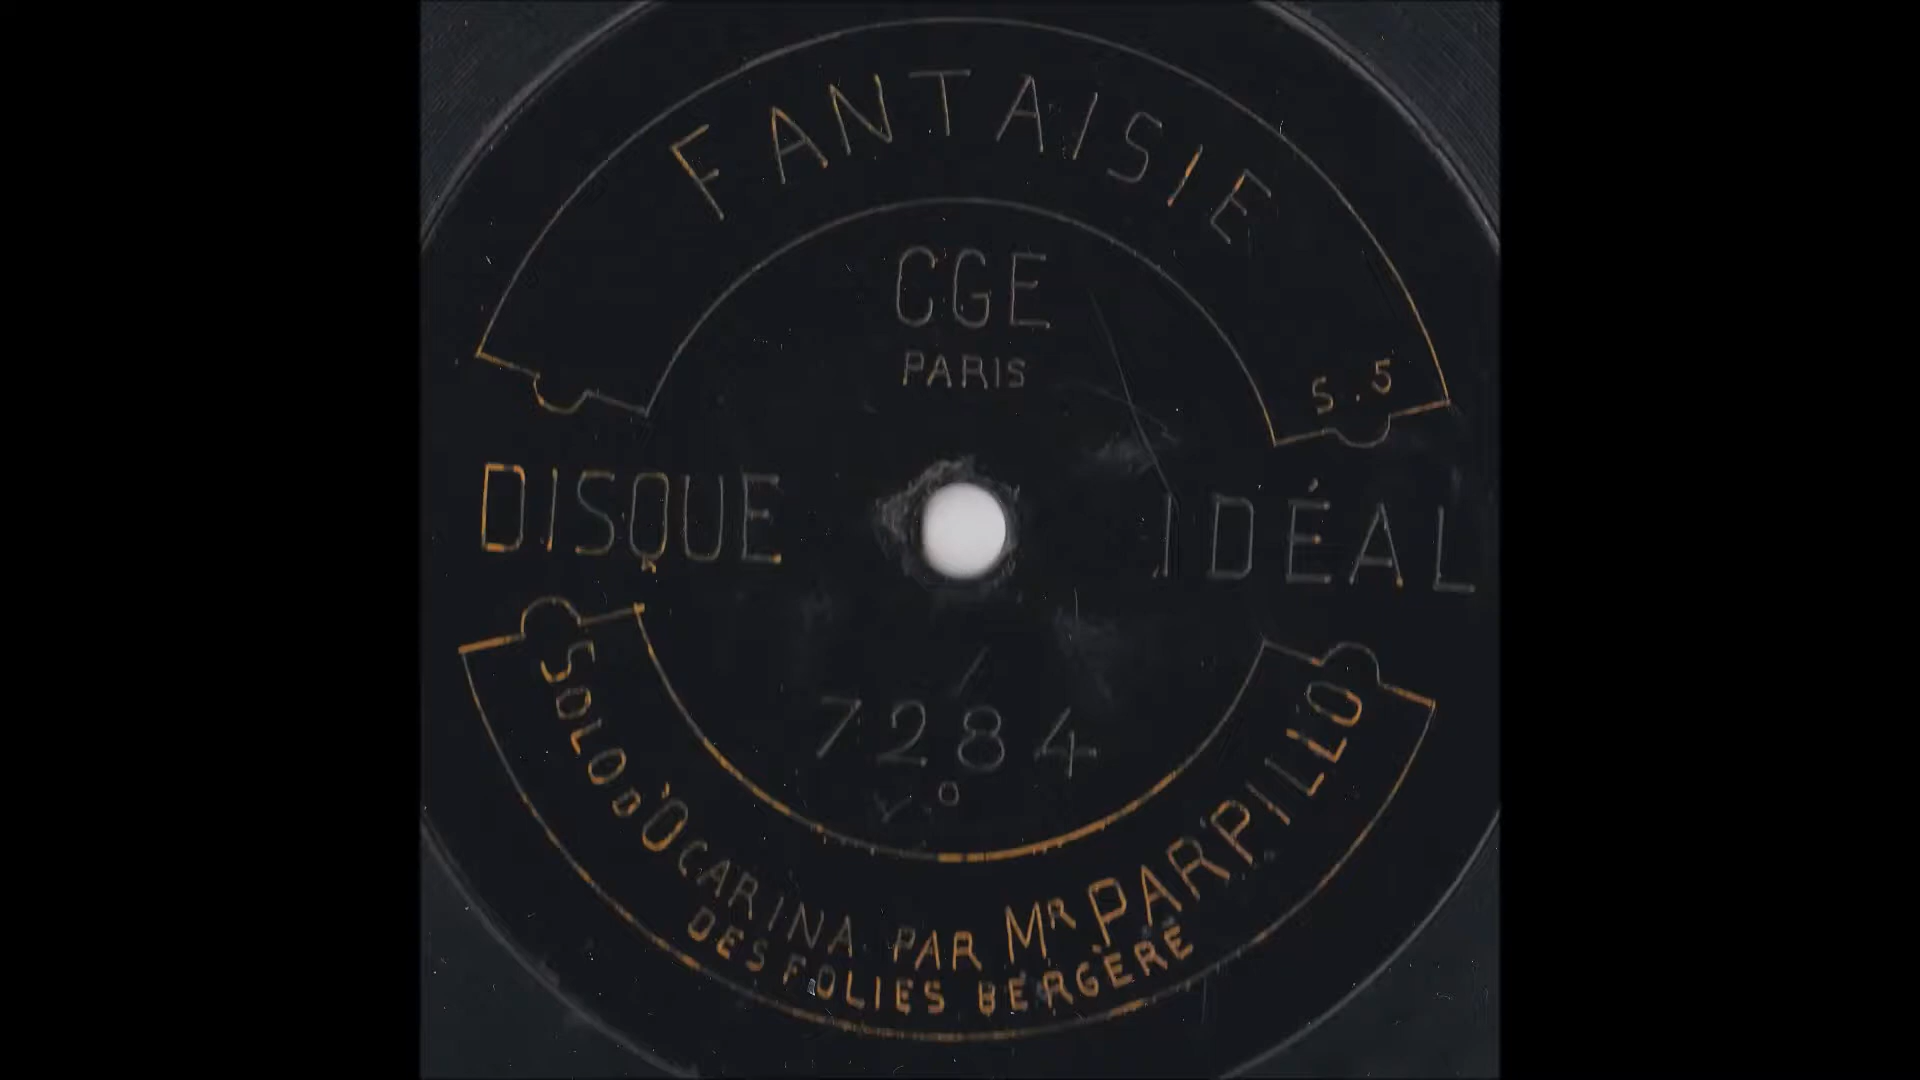 FANTAISIE
CGE
PARIS
S.5
DISQUE IDÉAL
7284
SOLO D'OCARINA PAR MR PARPILLO
DES FOLIES BERGÈRE